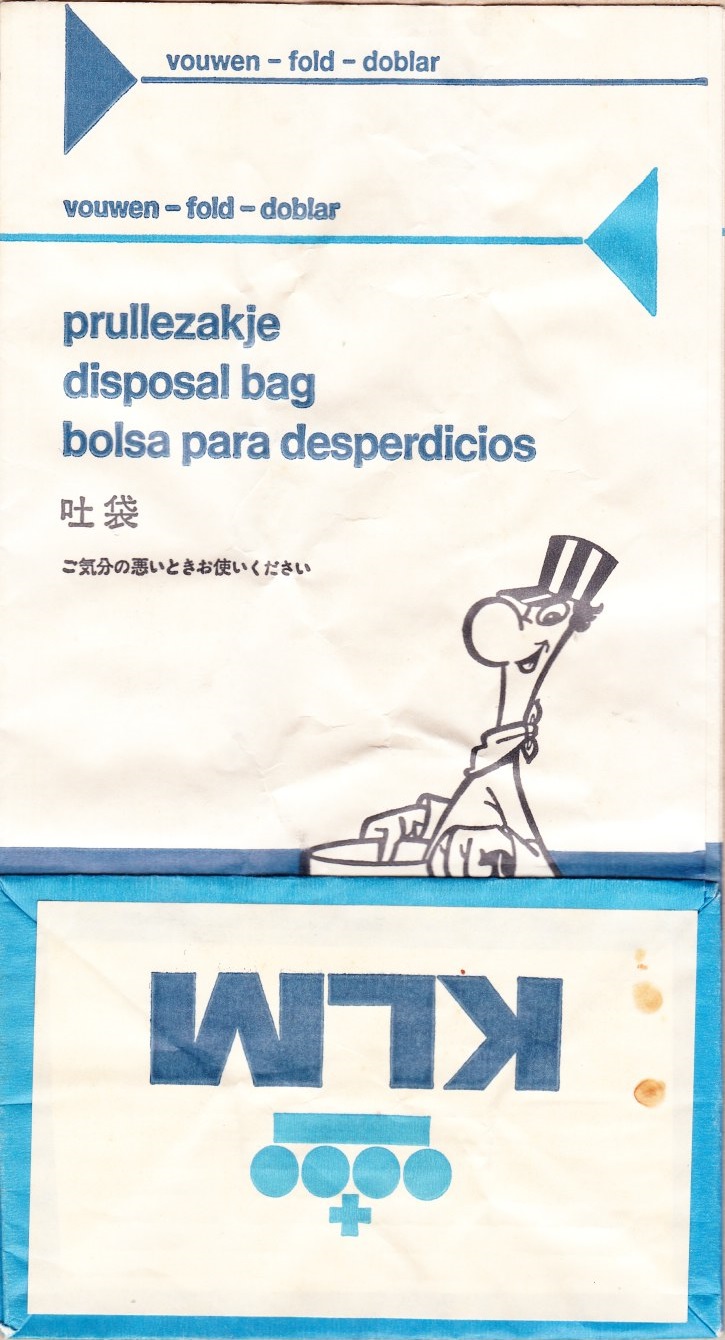 vouwen – fold – doblar
vouwen – fold – doblar
prullezakje
disposal bag
bolsa para desperdicios
吐袋
ご気分の悪いときお使いください
KLM